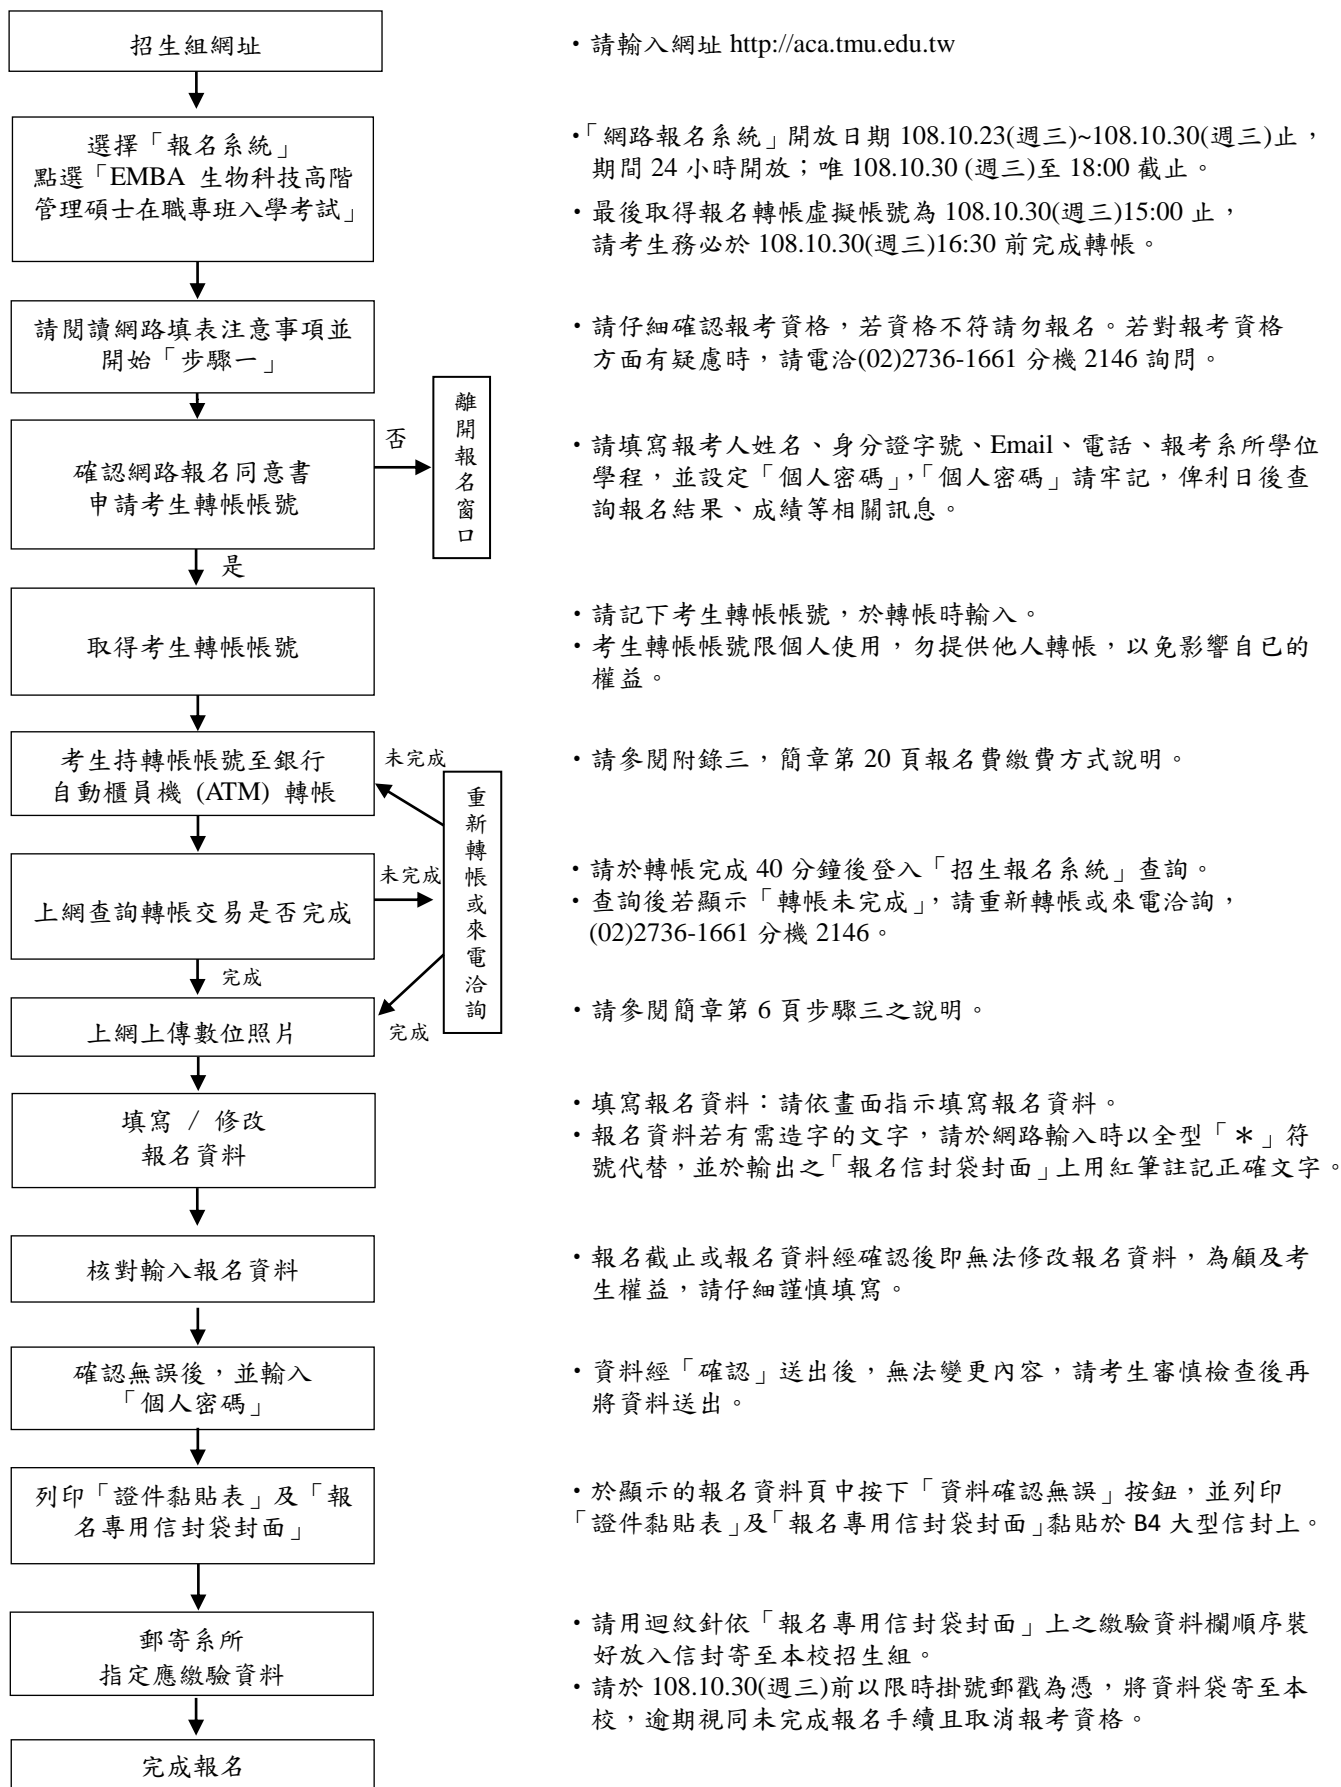 招生組網址
・請輸入網址 http://aca.tmu.edu.tw
選擇「報名系統」
點選「EMBA 生物科技高階
管理碩士在職專班入學考試」
・「網路報名系統」開放日期 108.10.23(週三)~108.10.30(週三)止，
期間 24 小時開放；唯 108.10.30 (週三)至 18:00 截止。
・最後取得報名轉帳虛擬帳號為 108.10.30(週三)15:00 止，
請考生務必於 108.10.30(週三)16:30 前完成轉帳。
請閱讀網路填表注意事項並
開始「步驟一」
・請仔細確認報考資格，若資格不符請勿報名。若對報考資格
方面有疑慮時，請電洽(02)2736-1661 分機 2146 詢問。
確認網路報名同意書
申請考生轉帳帳號
否
離開報名窗口
是
・請填寫報考人姓名、身分證字號、Email、電話、報考系所學位
學程，並設定「個人密碼」，「個人密碼」請牢記，俾利日後查
詢報名結果、成績等相關訊息。
取得考生轉帳帳號
・請記下考生轉帳帳號，於轉帳時輸入。
・考生轉帳帳號限個人使用，勿提供他人轉帳，以免影響自已的
權益。
考生持轉帳帳號至銀行
自動櫃員機 (ATM) 轉帳
未完成
・請參閱附錄三，簡章第 20 頁報名費繳費方式說明。
重新轉帳或來電洽詢
上網查詢轉帳交易是否完成
未完成
完成
・請於轉帳完成 40 分鐘後登入「招生報名系統」查詢。
・查詢後若顯示「轉帳未完成」，請重新轉帳或來電洽詢，
(02)2736-1661 分機 2146。
上網上傳數位照片
完成
・請參閱簡章第 6 頁步驟三之說明。
填寫 / 修改
報名資料
・填寫報名資料：請依畫面指示填寫報名資料。
・報名資料若有需造字的文字，請於網路輸入時以全型「＊」符
號代替，並於輸出之「報名信封袋封面」上用紅筆註記正確文字。
核對輸入報名資料
・報名截止或報名資料經確認後即無法修改報名資料，為顧及考
生權益，請仔細謹慎填寫。
確認無誤後，並輸入
「個人密碼」
・資料經「確認」送出後，無法變更內容，請考生審慎檢查後再
將資料送出。
列印「證件黏貼表」及「報
名專用信封袋封面」
・於顯示的報名資料頁中按下「資料確認無誤」按鈕，並列印
「證件黏貼表」及「報名專用信封袋封面」黏貼於 B4 大型信封上。
郵寄系所
指定應繳驗資料
・請用迴紋針依「報名專用信封袋封面」上之繳驗資料欄順序裝
好放入信封寄至本校招生組。
・請於 108.10.30(週三)前以限時掛號郵戳為憑，將資料袋寄至本
校，逾期視同未完成報名手續且取消報考資格。
完成報名